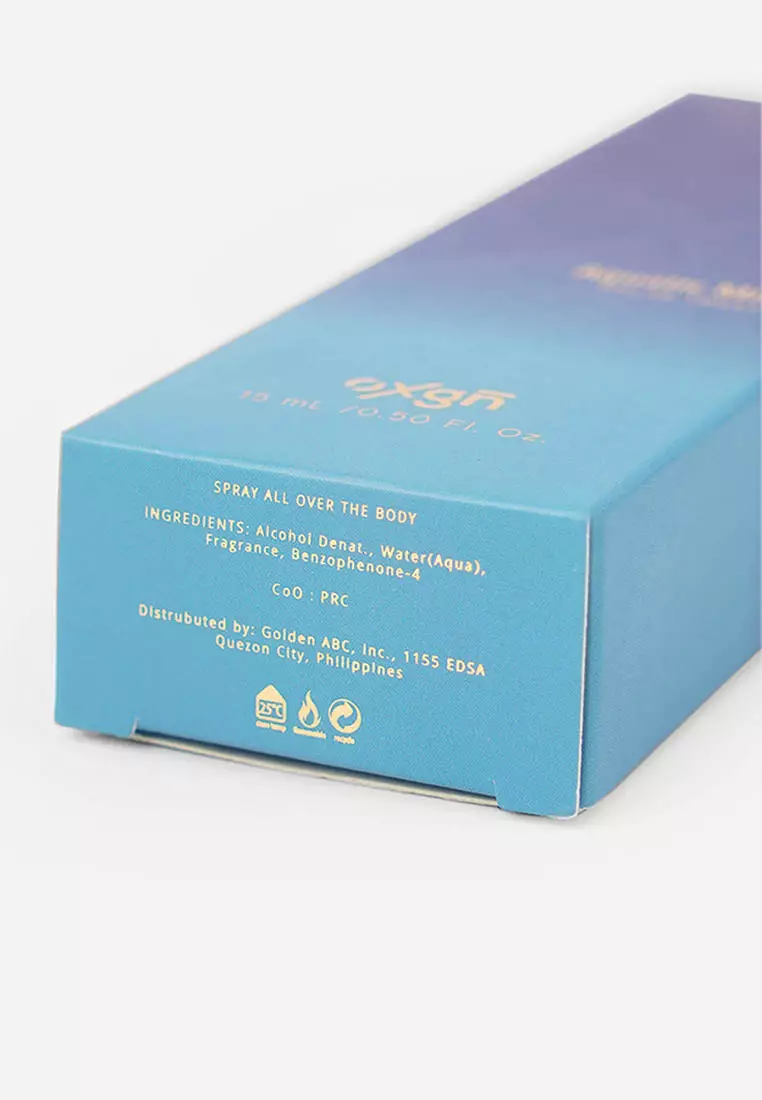 oxgn
15 mL /0.50 Fl. Oz.
SPRAY ALL OVER THE BODY
INGREDIENTS: Alcohol Denat., Water(Aqua),
Fragrance, Benzophenone-4
CoO : PRC
Distrubuted by: Golden ABC, Inc., 1155 EDSA
Quezon City, Philippines
25°C
recycle